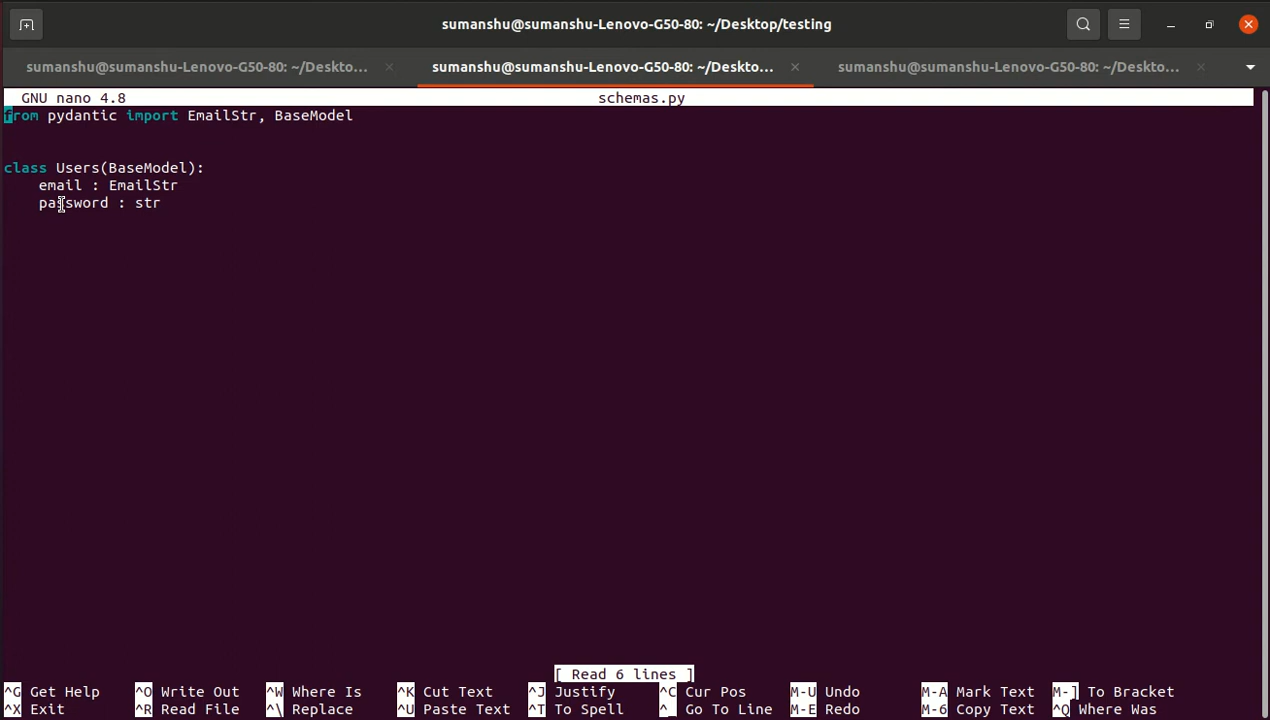 sumanshu@sumanshu-Lenovo-G50-80: ~/Desktop/testing
sumanshu@sumanshu-Lenovo-G50-80: ~/Deskto... × sumanshu@sumanshu-Lenovo-G50-80: ~/Deskto... × sumanshu@sumanshu-Lenovo-G50-80: ~/Deskto... ×
GNU nano 4.8 schemas.py
from pydantic import EmailStr, BaseModel
class Users(BaseModel):
    email : EmailStr
    password : str
[ Read 6 lines ]
^G Get Help ^O Write Out ^W Where Is ^K Cut Text ^J Justify ^C Cur Pos M-U Undo M-A Mark Text M-] To Bracket
^X Exit ^R Read File ^\ Replace ^U Paste Text ^T To Spell ^_ Go To Line M-E Redo M-6 Copy Text ^Q Where Was